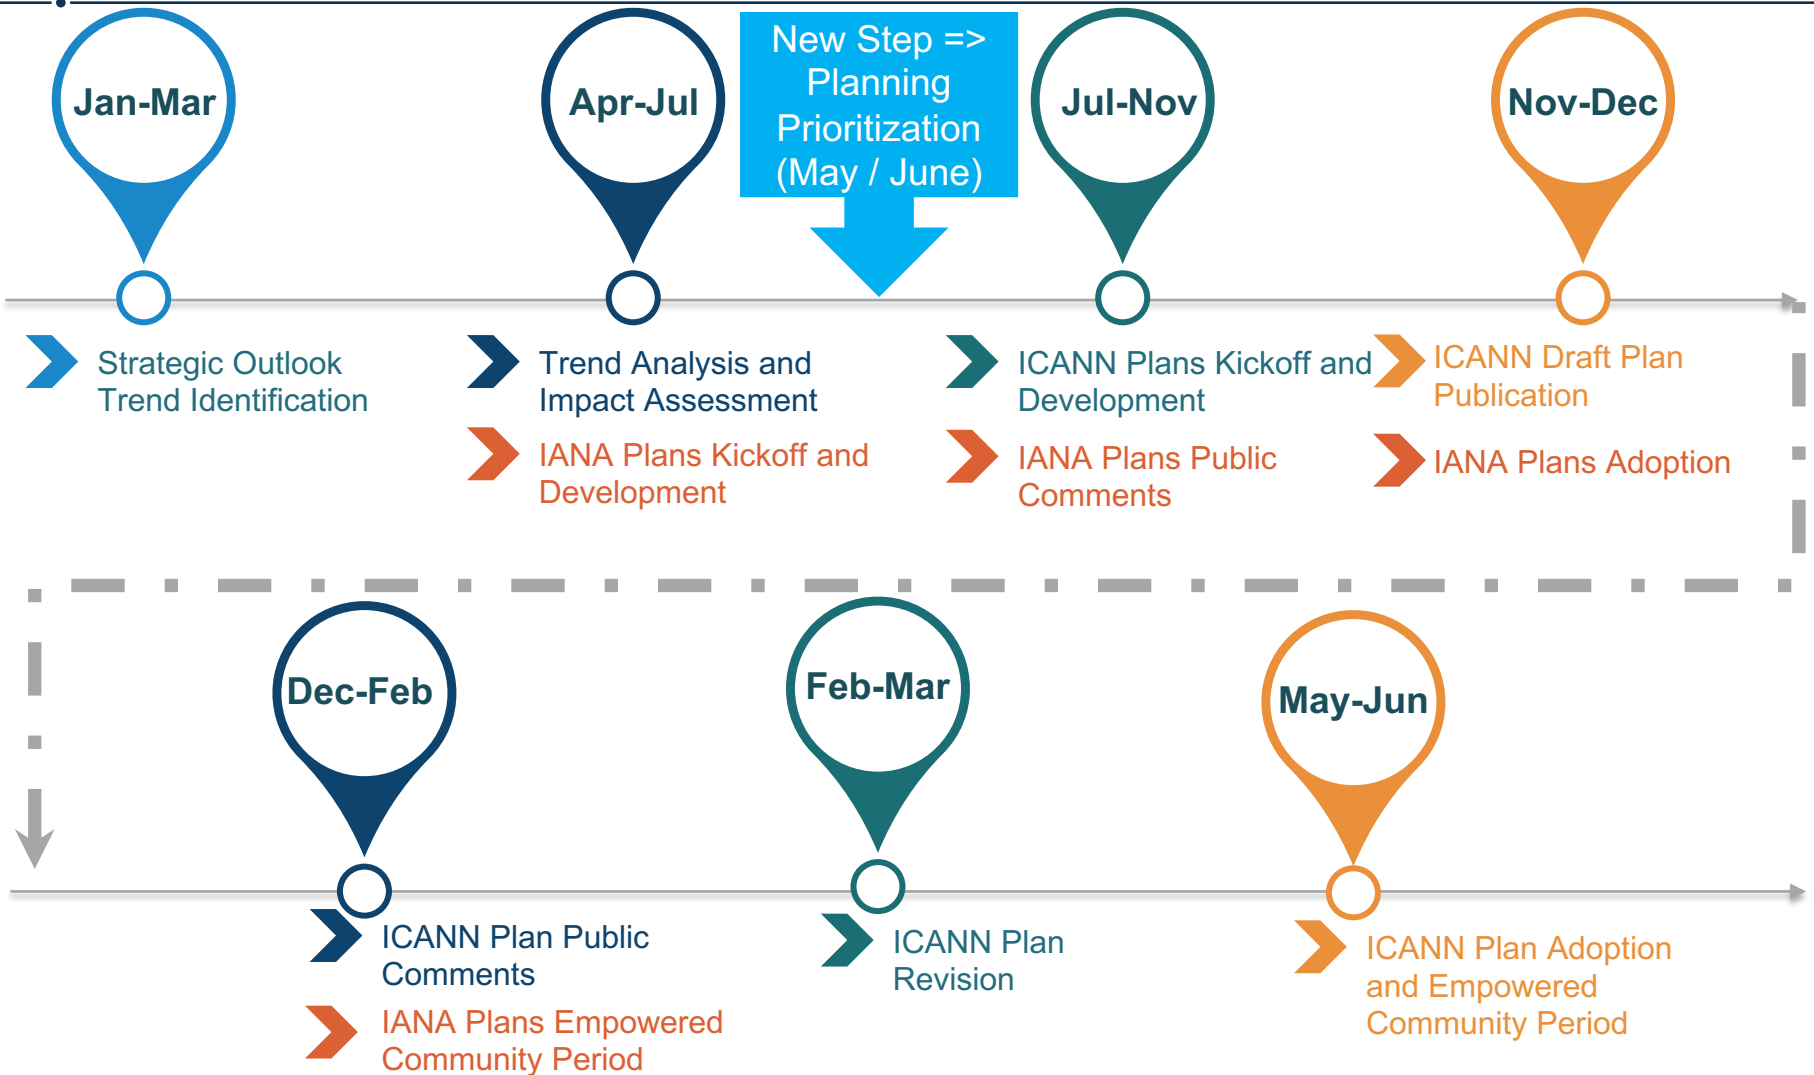 Jan-Mar
Apr-Jul
New Step =>
Planning
Prioritization
(May / June)
Jul-Nov
Nov-Dec
Strategic Outlook
Trend Identification
Trend Analysis and
Impact Assessment
IANA Plans Kickoff and
Development
ICANN Plans Kickoff and
Development
IANA Plans Public
Comments
ICANN Draft Plan
Publication
IANA Plans Adoption
Dec-Feb
Feb-Mar
May-Jun
ICANN Plan Public
Comments
IANA Plans Empowered
Community Period
ICANN Plan
Revision
ICANN Plan Adoption
and Empowered
Community Period